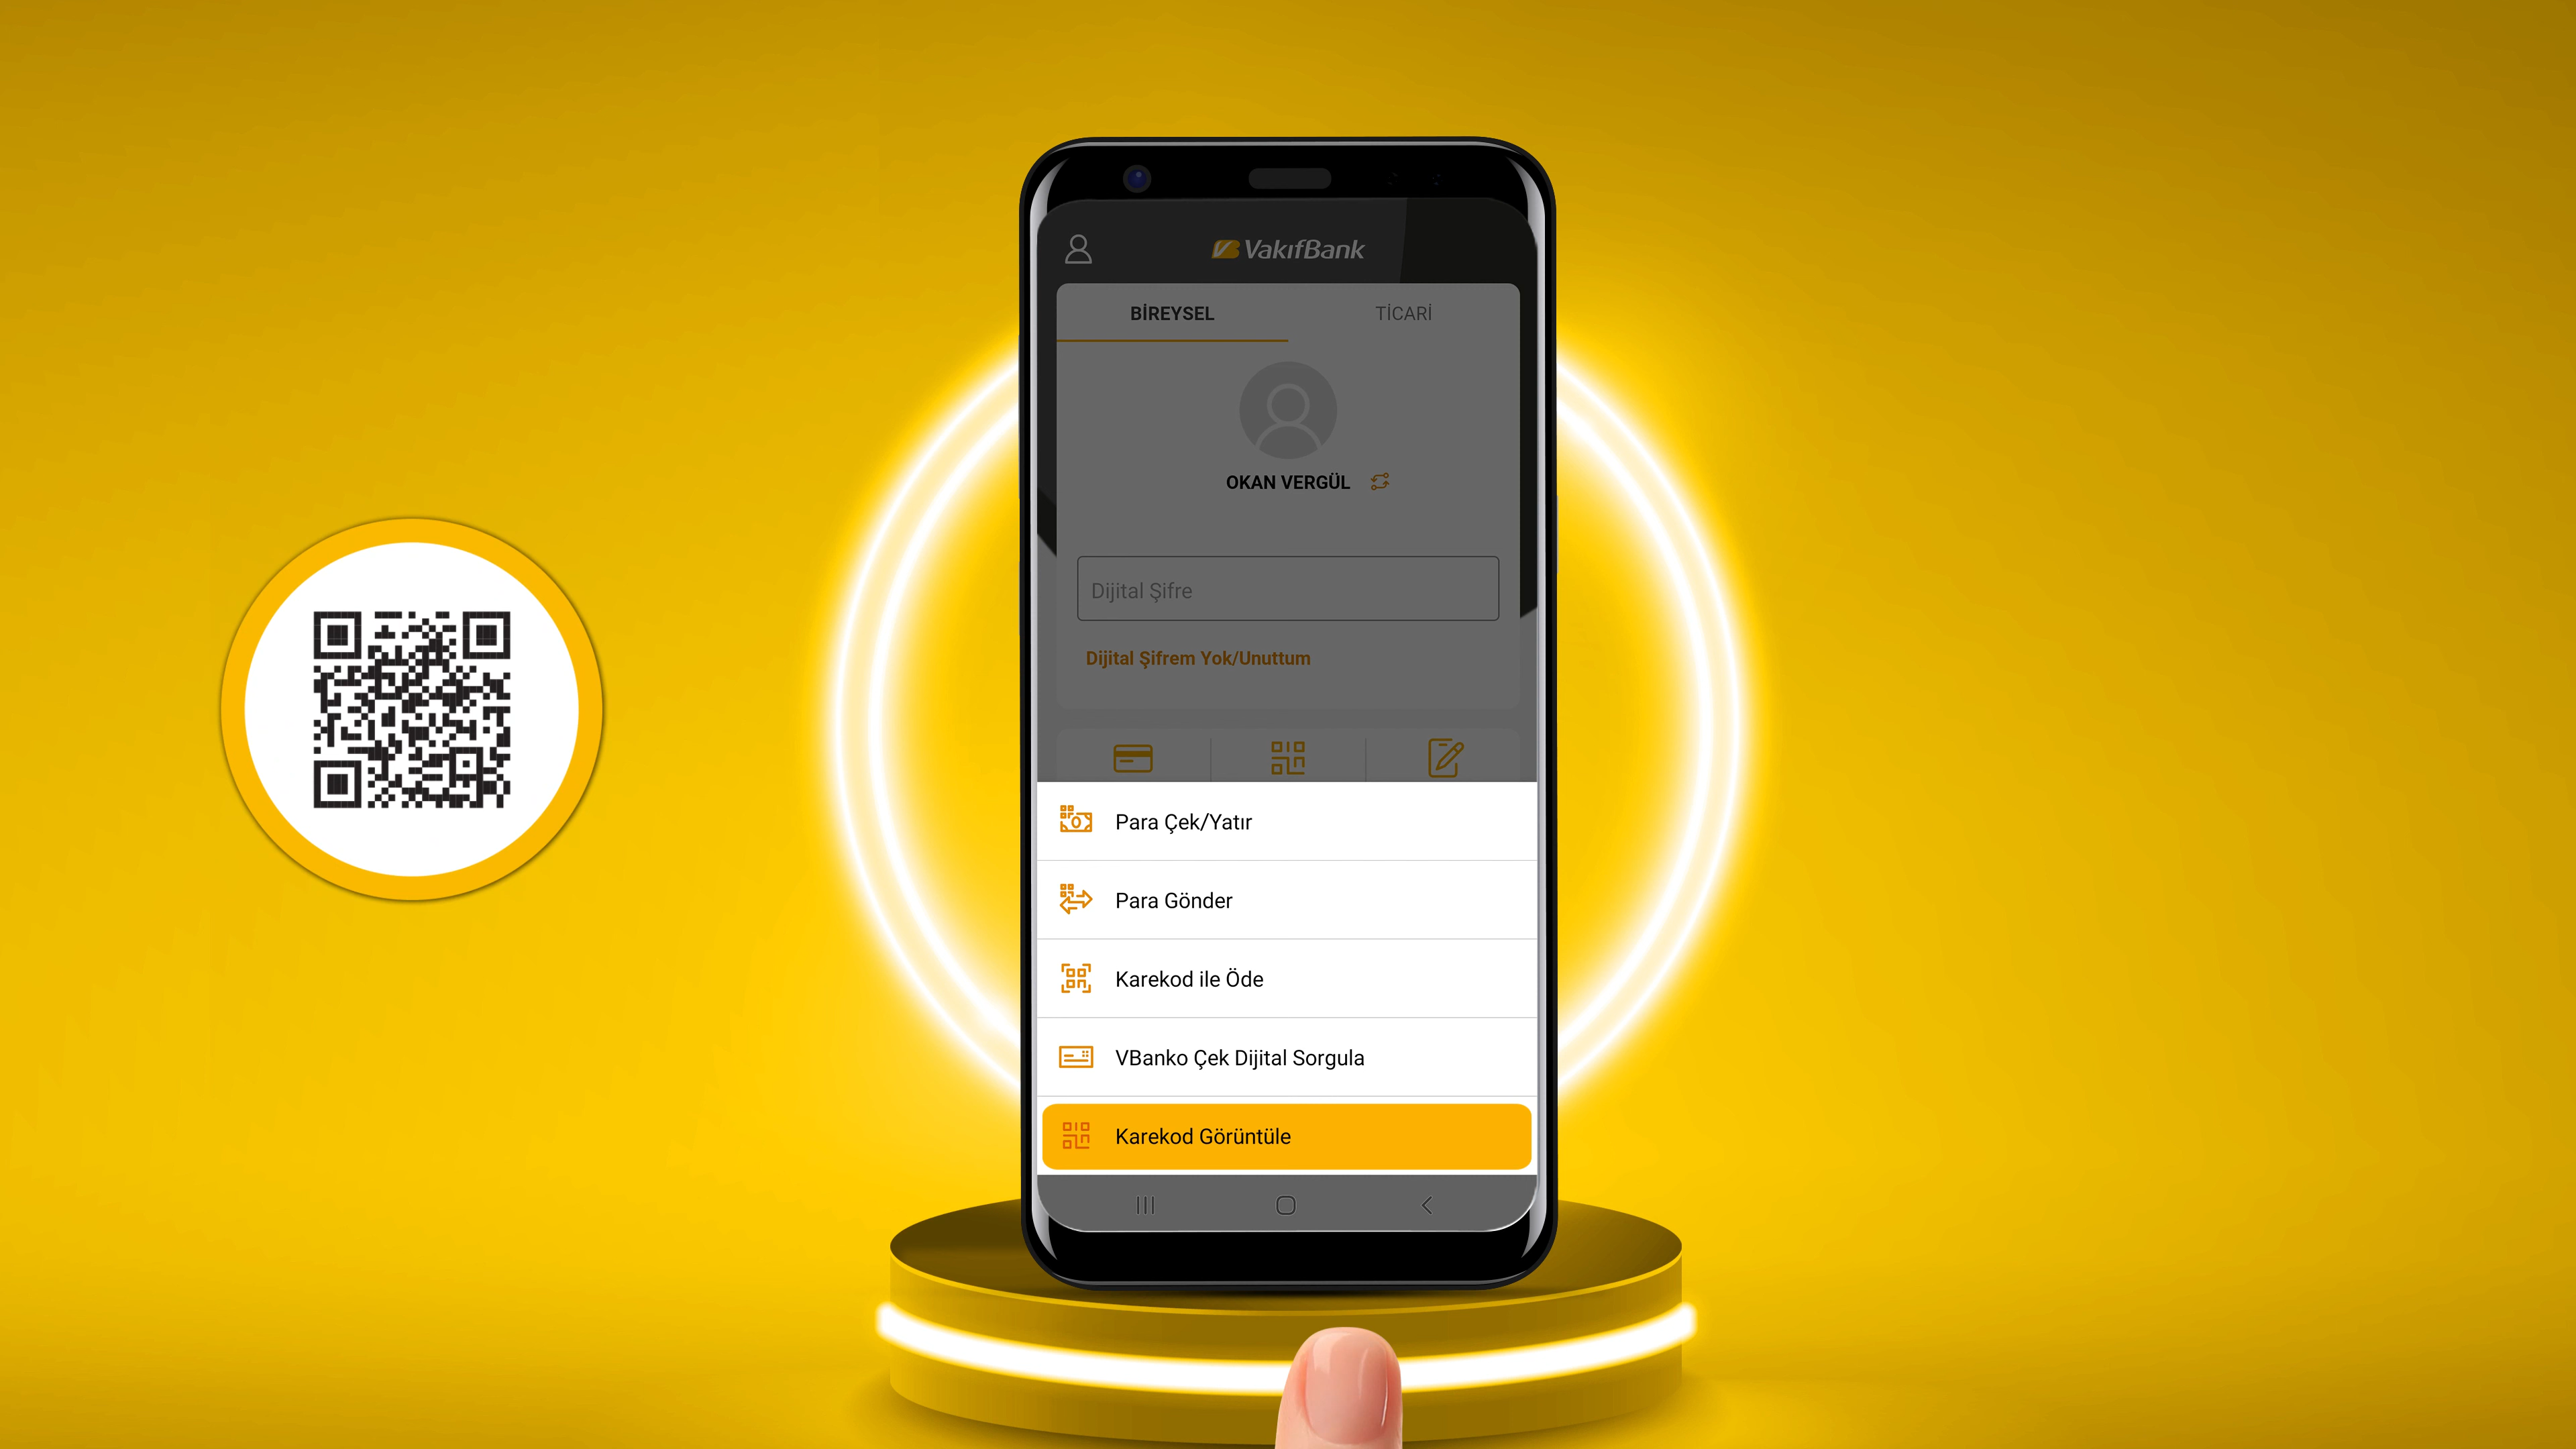 VakıfBank
BİREYSEL
TİCARİ
OKAN VERGÜL
Dijital Şifre
Dijital Şifrem Yok/Unuttum
Para Çek/Yatır
Para Gönder
Karekod ile Öde
VBanko Çek Dijital Sorgula
Karekod Görüntüle